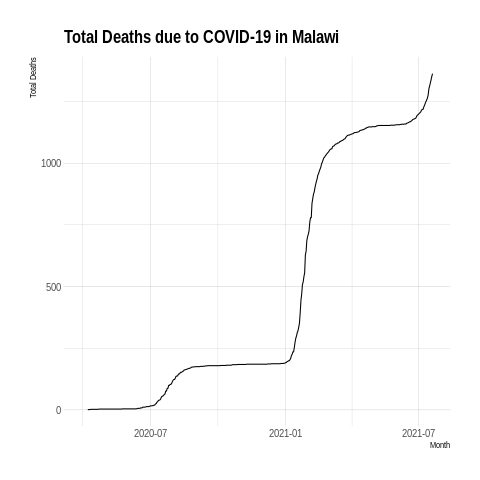 Total Deaths due to COVID-19 in Malawi
Total Deaths
1000
500
0
2020-07 2021-01 2021-07
Month